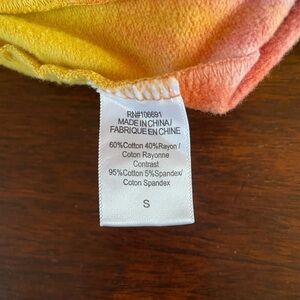 RN#106691
MADE IN CHINA/
FABRIQUE EN CHINE
60%Cotton 40%Rayon /
Coton Rayonne
Contrast
95%Cotton 5%Spandex/
Coton Spandex
S